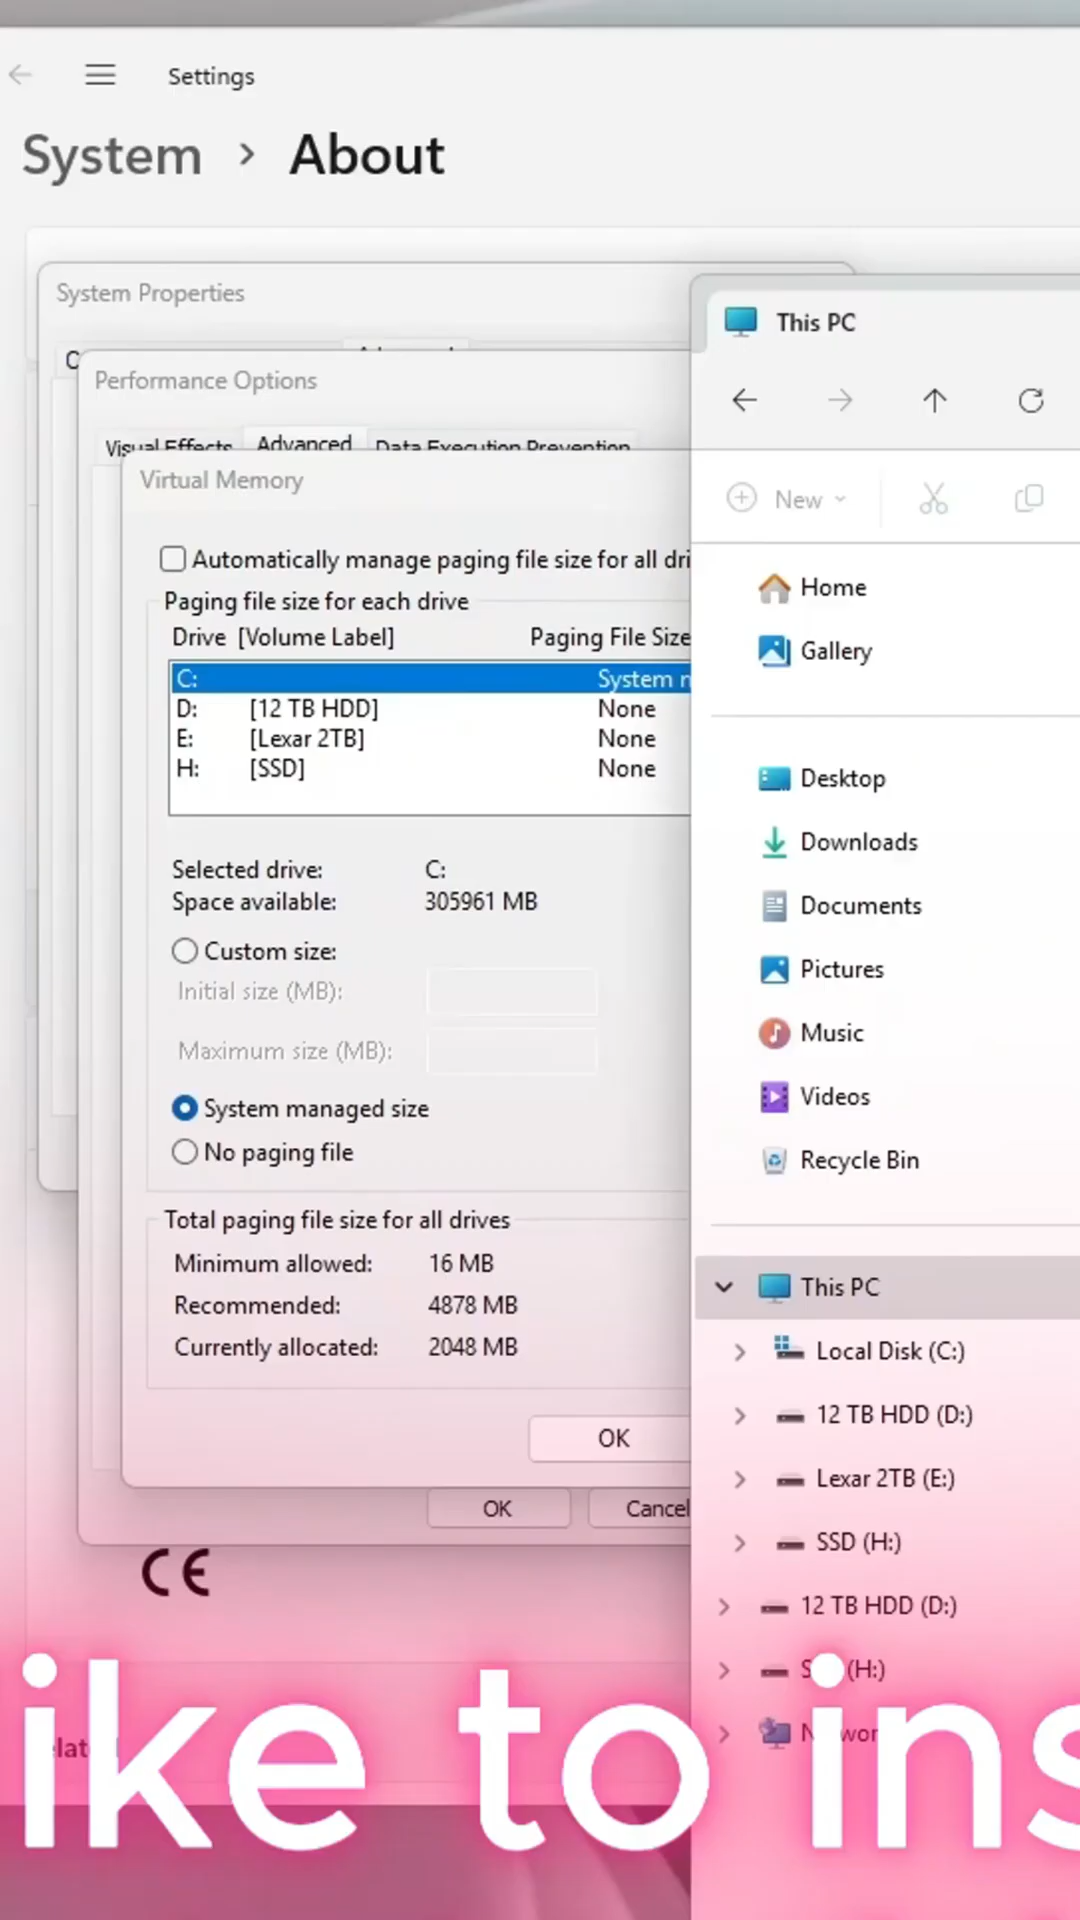 Settings
System > About
System Properties
Performance Options
Visual Effects Advanced Data Execution Prevention
Virtual Memory
Automatically manage paging file size for all dri
Paging file size for each drive
Drive [Volume Label] Paging File Size
C: System m
D: [12 TB HDD] None
E: [Lexar 2TB] None
H: [SSD] None
Selected drive: C:
Space available: 305961 MB
Custom size:
Initial size (MB):
Maximum size (MB):
System managed size
No paging file
Total paging file size for all drives
Minimum allowed: 16 MB
Recommended: 4878 MB
Currently allocated: 2048 MB
OK
OK Cancel
CE
This PC
New
Home
Gallery
Desktop
Downloads
Documents
Pictures
Music
Videos
Recycle Bin
This PC
Local Disk (C:)
12 TB HDD (D:)
Lexar 2TB (E:)
SSD (H:)
12 TB HDD (D:)
(H:)
ike to ins